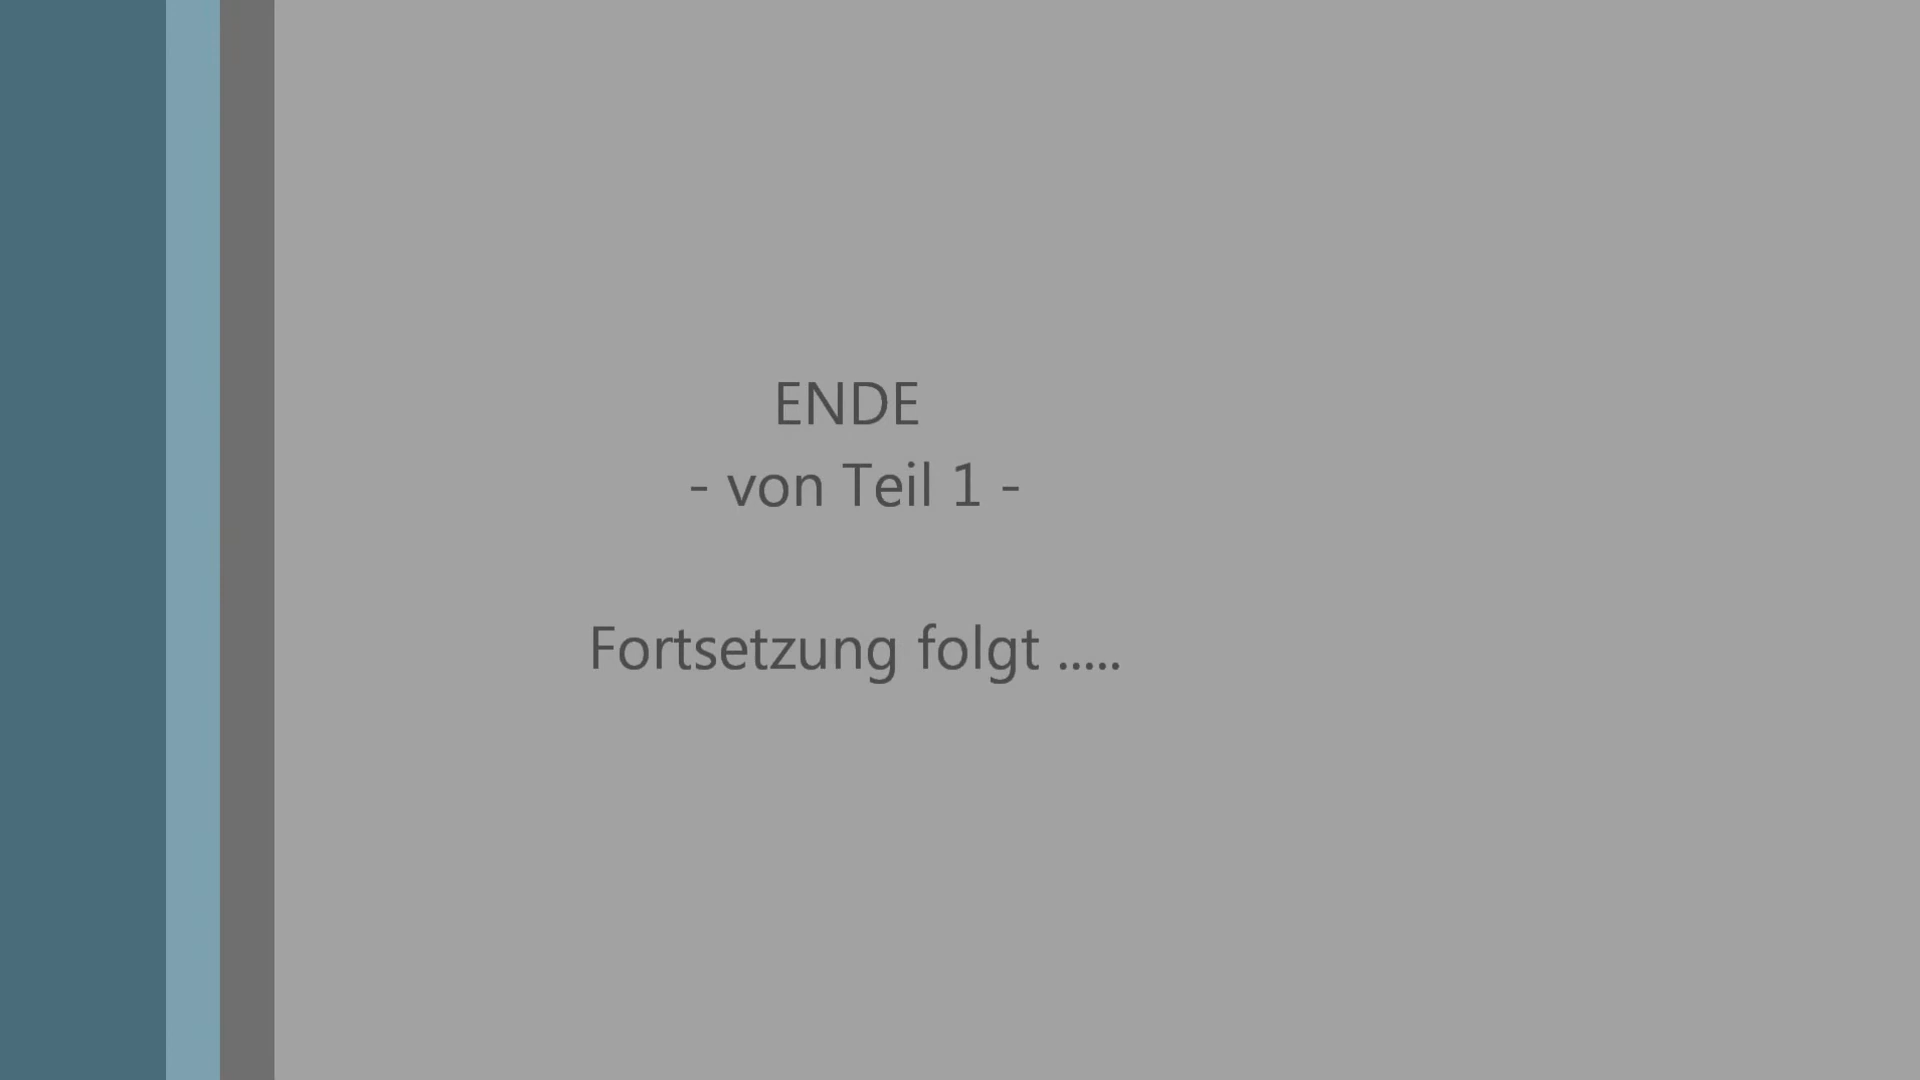 ENDE
- von Teil 1 -
Fortsetzung folgt .....